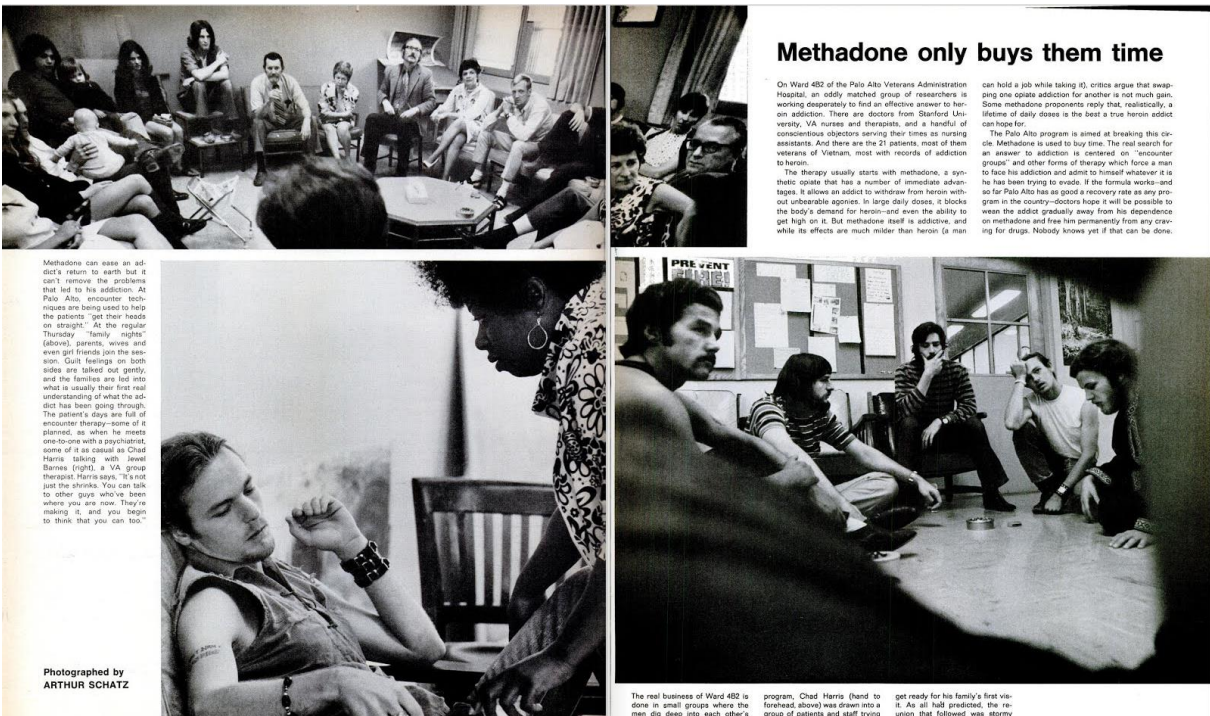 Methadone can ease an ad-
dict's return to earth but it
can't remove the problems
that led to his addiction. At
Palo Alto, encounter tech-
niques are being used to help
the patients "get their heads
on straight." At the regular
Thursday "family nights"
(above), parents, wives and
even girl friends join the ses-
sion. Guilt feelings on both
sides are talked out gently,
and the families are led into
what is usually their first real
understanding of what the ad-
dict has been going through.
The patient's days are full of
encounter therapy—some of it
planned, as when he meets
one-to-one with a psychiatrist,
some of it as casual as Chad
Harris talking with Jewel
Barnes (right), a VA group
therapist. Harris says, "It's not
just the shrinks. You can talk
to other guys who've been
where you are now. They're
making it, and you begin
to think that you can too."
Photographed by
ARTHUR SCHATZ
Methadone only buys them time
On Ward 4B2 of the Palo Alto Veterans Administration
Hospital, an oddly matched group of researchers is
working desperately to find an effective answer to her-
oin addiction. There are doctors from Stanford Uni-
versity, VA nurses and therapists, and a handful of
conscientious objectors serving their times as nursing
assistants. And there are the 21 patients, most of them
veterans of Vietnam, most with records of addiction
to heroin.
The therapy usually starts with methadone, a syn-
thetic opiate that has a number of immediate advan-
tages. It allows an addict to withdraw from heroin with-
out unbearable agonies. In large daily doses, it blocks
the body's demand for heroin—and even the ability to
get high on it. But methadone itself is addictive, and
while its effects are much milder than heroin (a man
can hold a job while taking it), critics argue that swap-
ping one opiate addiction for another is not much gain.
Some methadone proponents reply that, realistically, a
lifetime of daily doses is the best a true heroin addict
can hope for.
The Palo Alto program is aimed at breaking this cir-
cle. Methadone is used to buy time. The real search for
an answer to addiction is centered on "encounter
groups" and other forms of therapy which force a man
to face his addiction and admit to himself whatever it is
he has been trying to evade. If the formula works—and
so far Palo Alto has as good a recovery rate as any pro-
gram in the country—doctors hope it will be possible to
wean the addict gradually away from his dependence
on methadone and free him permanently from any crav-
ing for drugs. Nobody knows yet if that can be done.
PREVENT
The real business of Ward 4B2 is
done in small groups where the
men dig deep into each other's
program, Chad Harris (hand to
forehead, above) was drawn into a
group of patients and staff trying
get ready for his family's first vis-
it. As all had predicted, the re-
union that followed was stormy